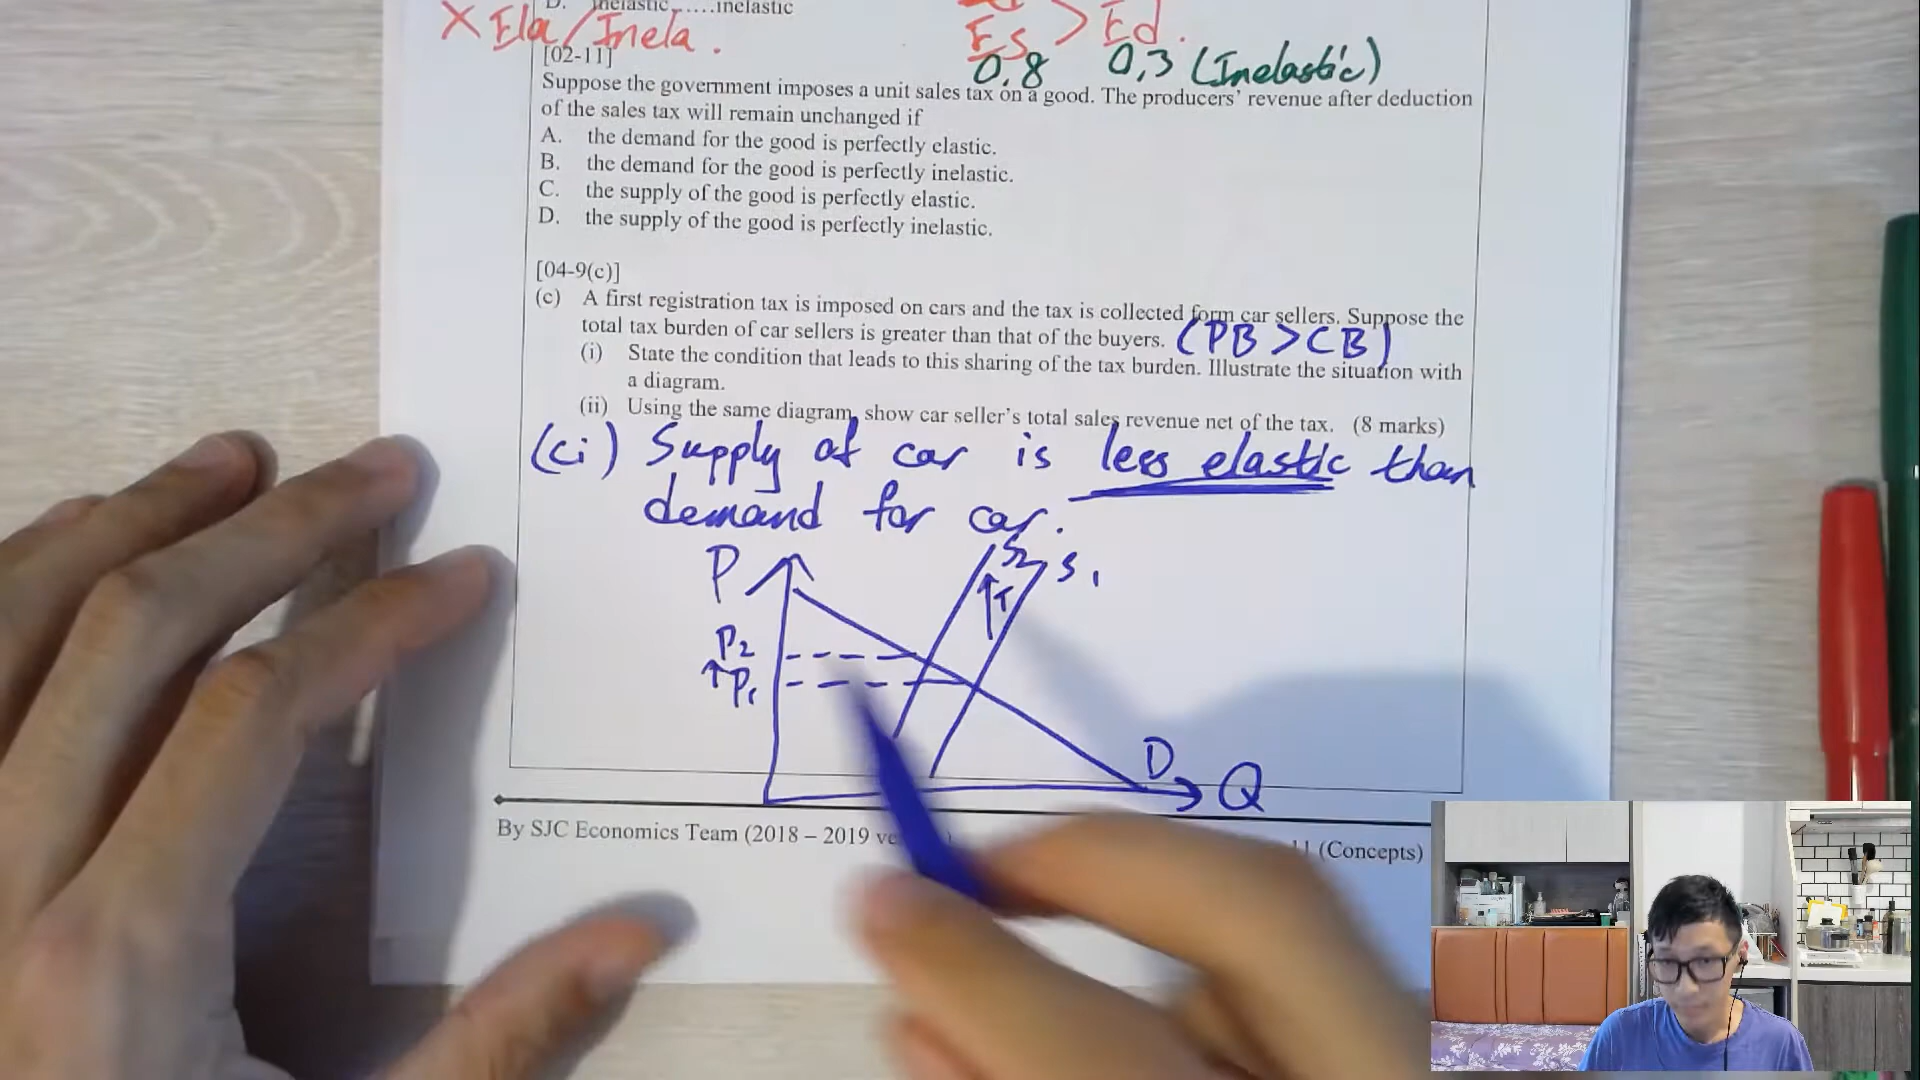 D. inelastic......inelastic
X Ela/Inela.
Es > Ed.
0.8 0,3 (Inelastic)
[02-11]
Suppose the government imposes a unit sales tax on a good. The producers' revenue after deduction
of the sales tax will remain unchanged if
A. the demand for the good is perfectly elastic.
B. the demand for the good is perfectly inelastic.
C. the supply of the good is perfectly elastic.
D. the supply of the good is perfectly inelastic.
[04-9(c)]
(c) A first registration tax is imposed on cars and the tax is collected form car sellers. Suppose the
total tax burden of car sellers is greater than that of the buyers. (PB > CB)
(i) State the condition that leads to this sharing of the tax burden. Illustrate the situation with
a diagram.
(ii) Using the same diagram, show car seller's total sales revenue net of the tax. (8 marks)
(ci) Supply of car is less elastic than
demand for car.
P S2 S1
↑T
P2
↑P1
D Q
By SJC Economics Team (2018 – 2019 (Concepts)